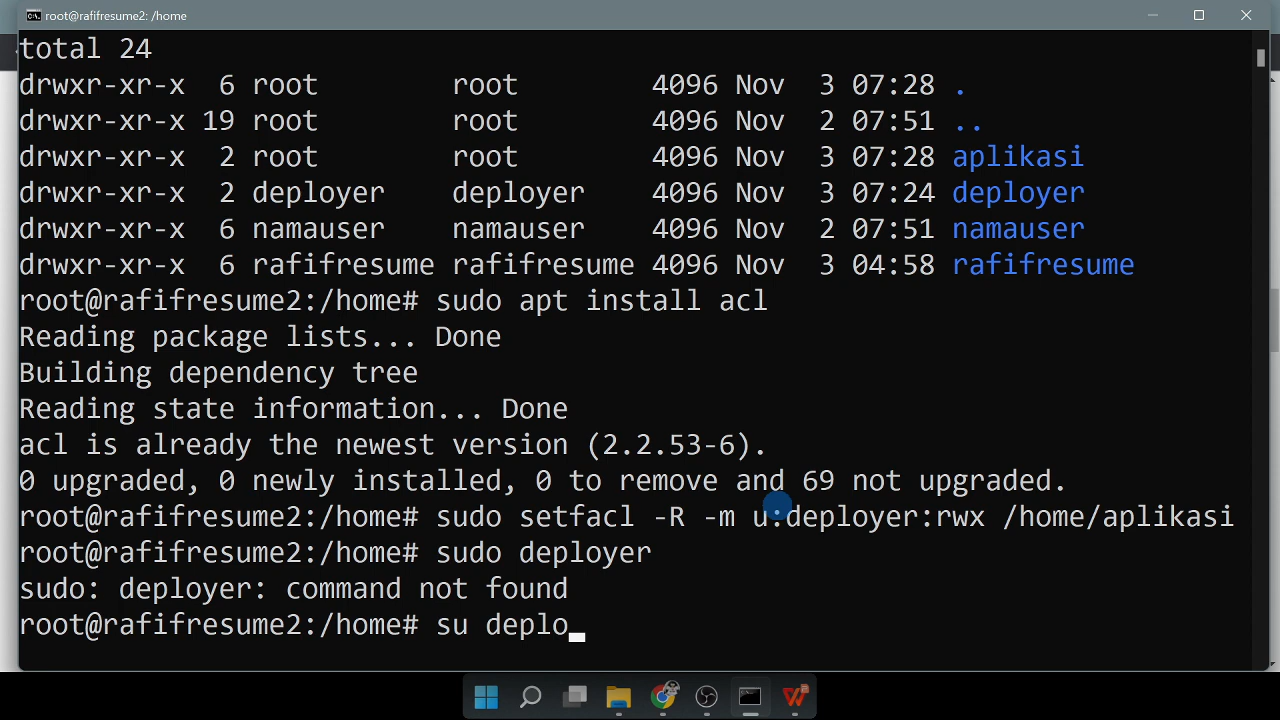 root@rafifresume2: /home
total 24
drwxr-xr-x  6 root        root        4096 Nov  3 07:28 .
drwxr-xr-x 19 root        root        4096 Nov  2 07:51 ..
drwxr-xr-x  2 root        root        4096 Nov  3 07:28 aplikasi
drwxr-xr-x  2 deployer    deployer    4096 Nov  3 07:24 deployer
drwxr-xr-x  6 namauser    namauser    4096 Nov  2 07:51 namauser
drwxr-xr-x  6 rafifresume rafifresume 4096 Nov  3 04:58 rafifresume
root@rafifresume2:/home# sudo apt install acl
Reading package lists... Done
Building dependency tree
Reading state information... Done
acl is already the newest version (2.2.53-6).
0 upgraded, 0 newly installed, 0 to remove and 69 not upgraded.
root@rafifresume2:/home# sudo setfacl -R -m u:deployer:rwx /home/aplikasi
root@rafifresume2:/home# sudo deployer
sudo: deployer: command not found
root@rafifresume2:/home# su deplo